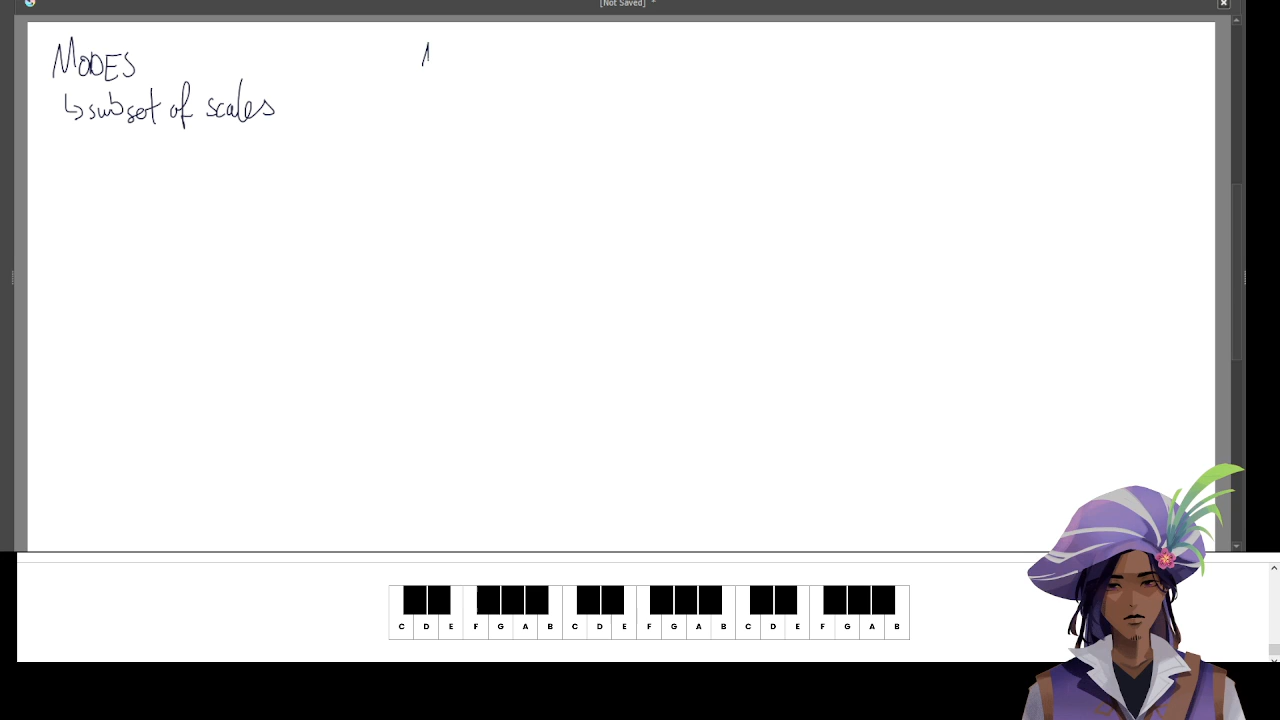 [Not Saved] *
MODES
↳ subset of scales
C D E F G A B C D E F G A B C D E F G A B